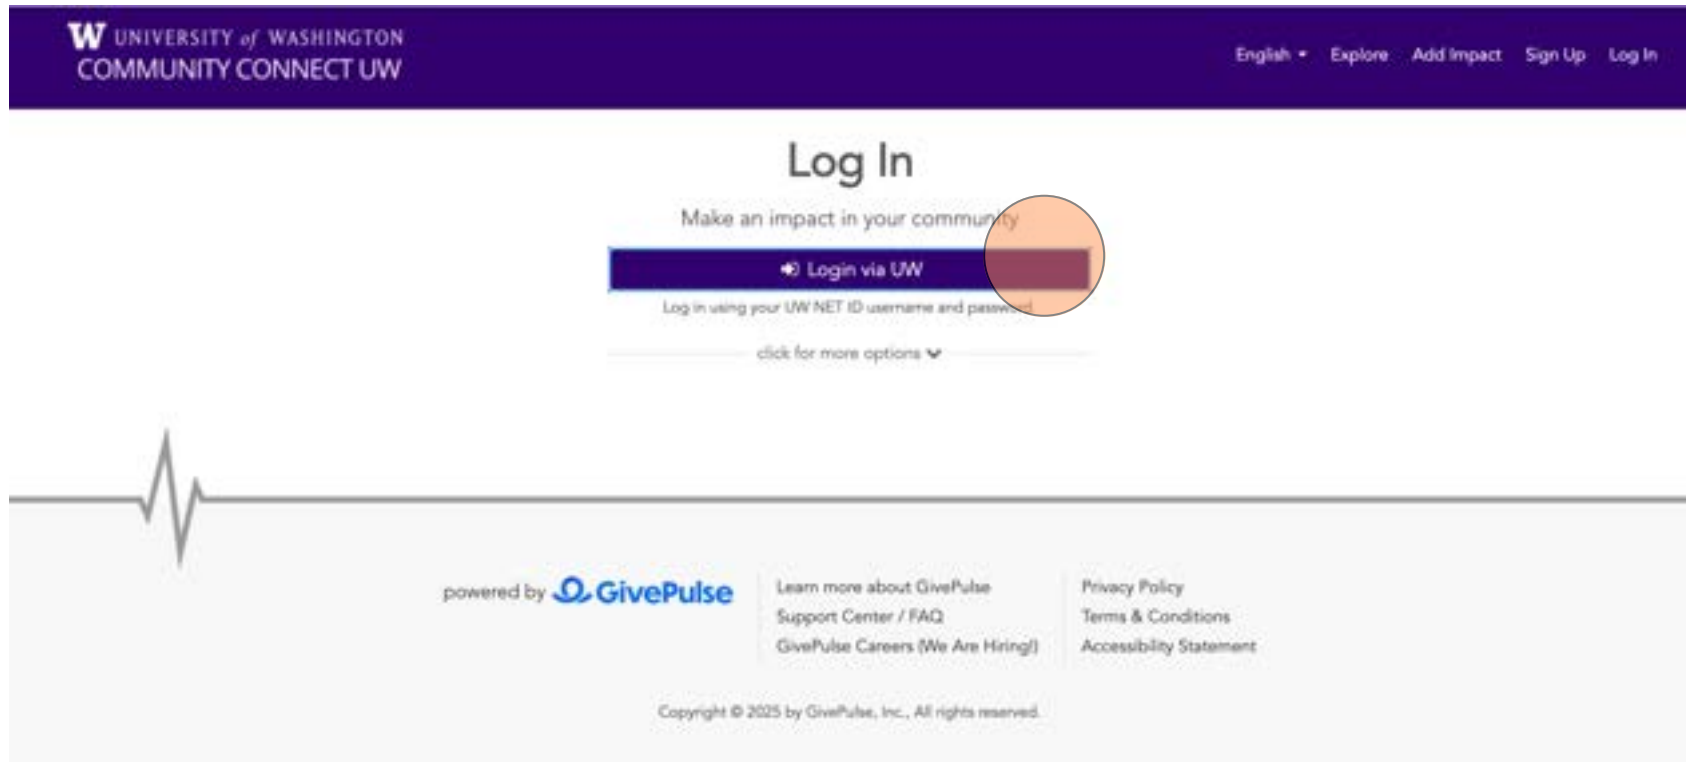 W UNIVERSITY of WASHINGTON
COMMUNITY CONNECT UW
English Explore Add Impact Sign Up Log In
Log In
Make an impact in your community
Login via UW
Log in using your UW NET ID username and password.
click for more options
powered by GivePulse
Learn more about GivePulse
Support Center / FAQ
GivePulse Careers (We Are Hiring!)
Privacy Policy
Terms & Conditions
Accessibility Statement
Copyright © 2025 by GivePulse, Inc., All rights reserved.